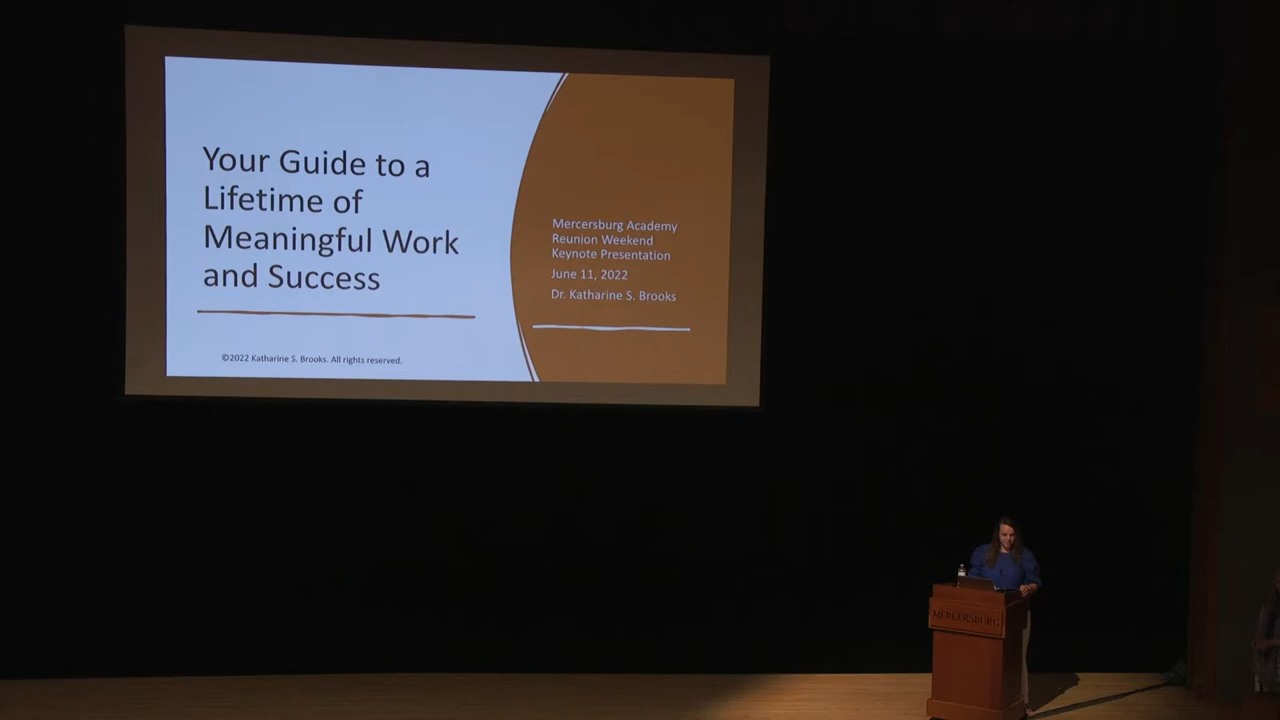 Your Guide to a
Lifetime of
Meaningful Work
and Success
©2022 Katharine S. Brooks. All rights reserved.
Mercersburg Academy
Reunion Weekend
Keynote Presentation
June 11, 2022
Dr. Katharine S. Brooks
MERCERSBURG